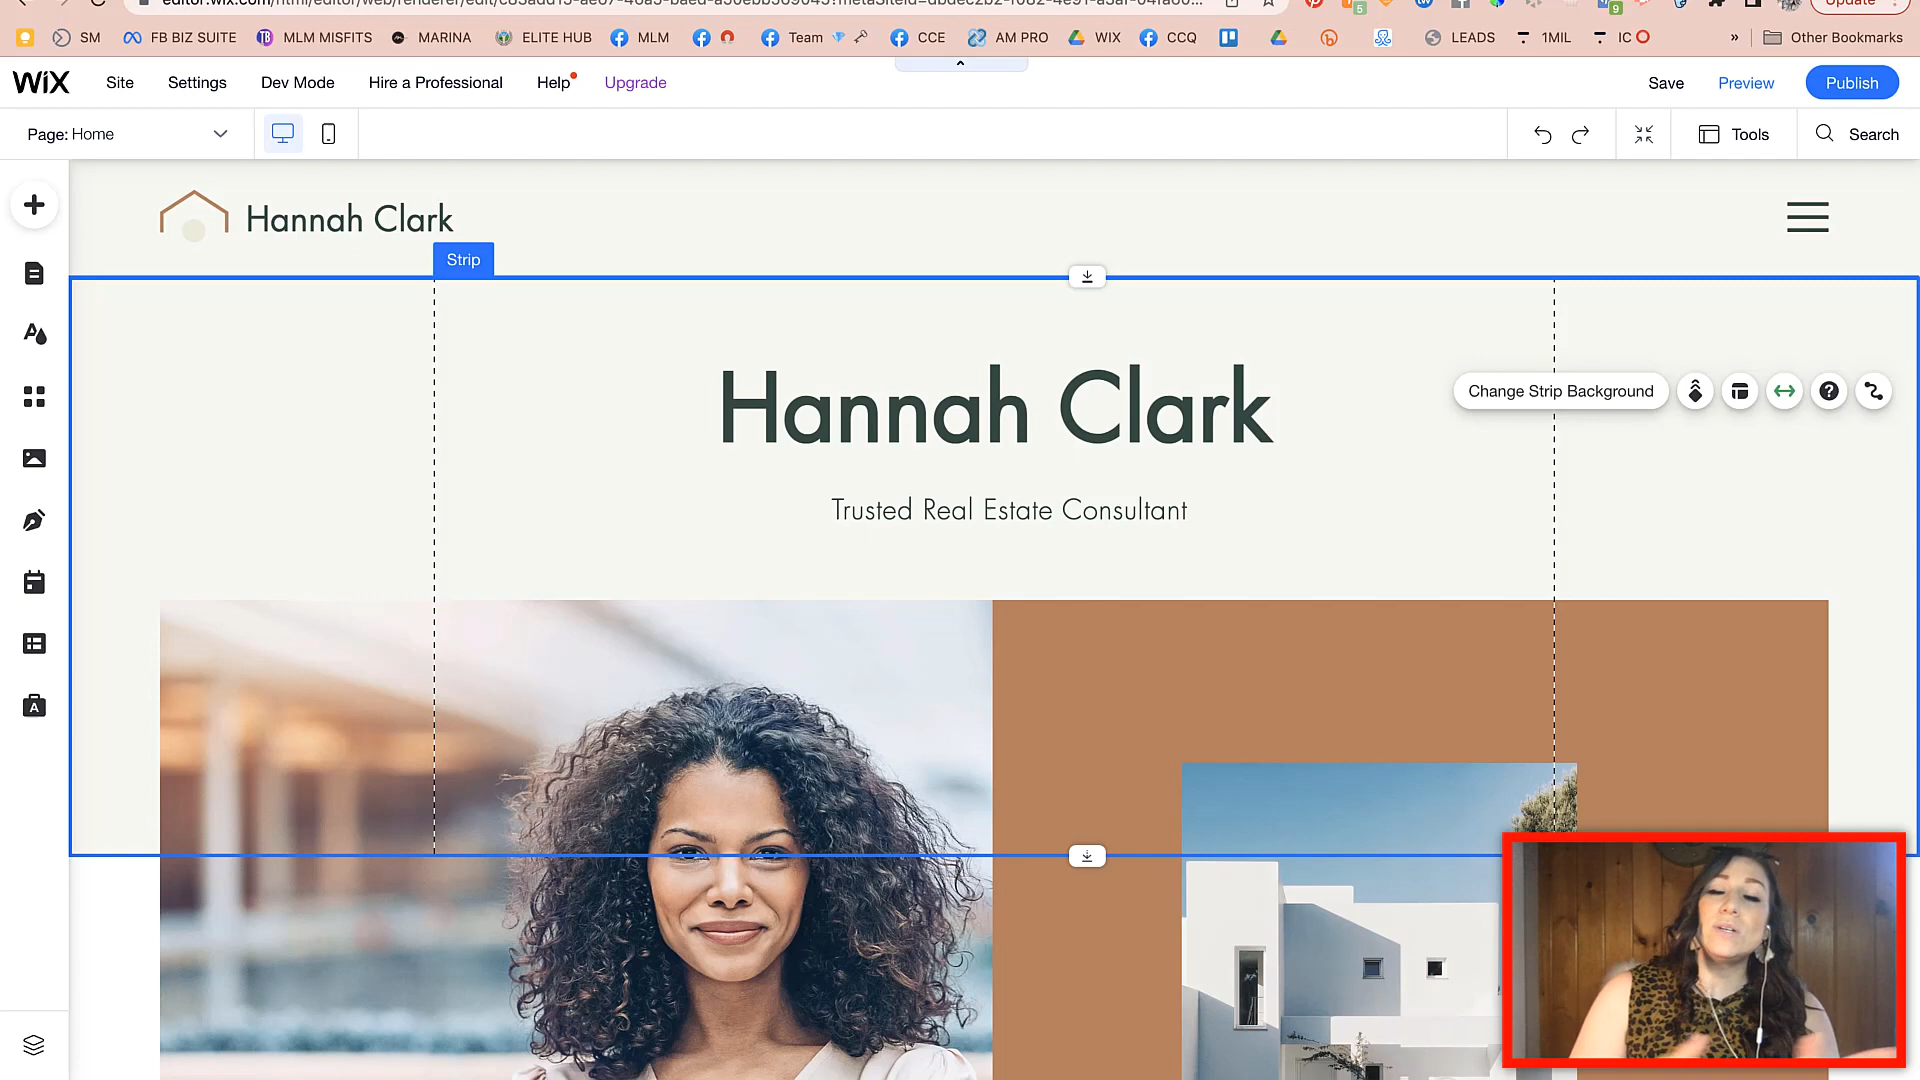 SM FB BIZ SUITE MLM MISFITS MARINA ELITE HUB MLM Team CCE AM PRO WIX CCQ LEADS 1MIL IC » Other Bookmarks
WiX Site Settings Dev Mode Hire a Professional Help Upgrade Save Preview Publish
Page: Home Tools Search
Hannah Clark
Strip
Hannah Clark
Change Strip Background
Trusted Real Estate Consultant